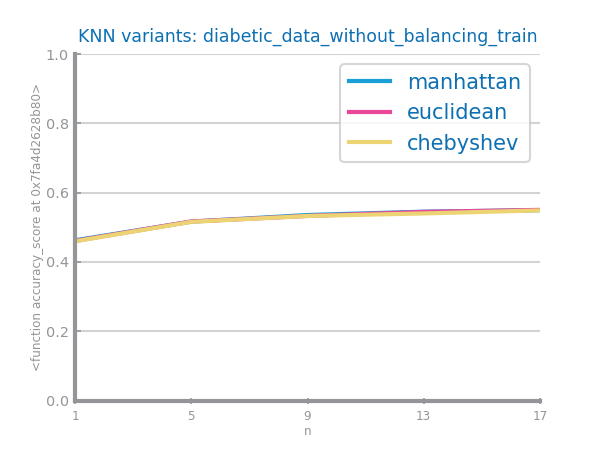 KNN variants: diabetic_data_without_balancing_train
<function accuracy_score at 0x7fa4d2628b80>
1.0
0.8
0.6
0.4
0.2
0.0
manhattan
euclidean
chebyshev
1 5 9 13 17
n